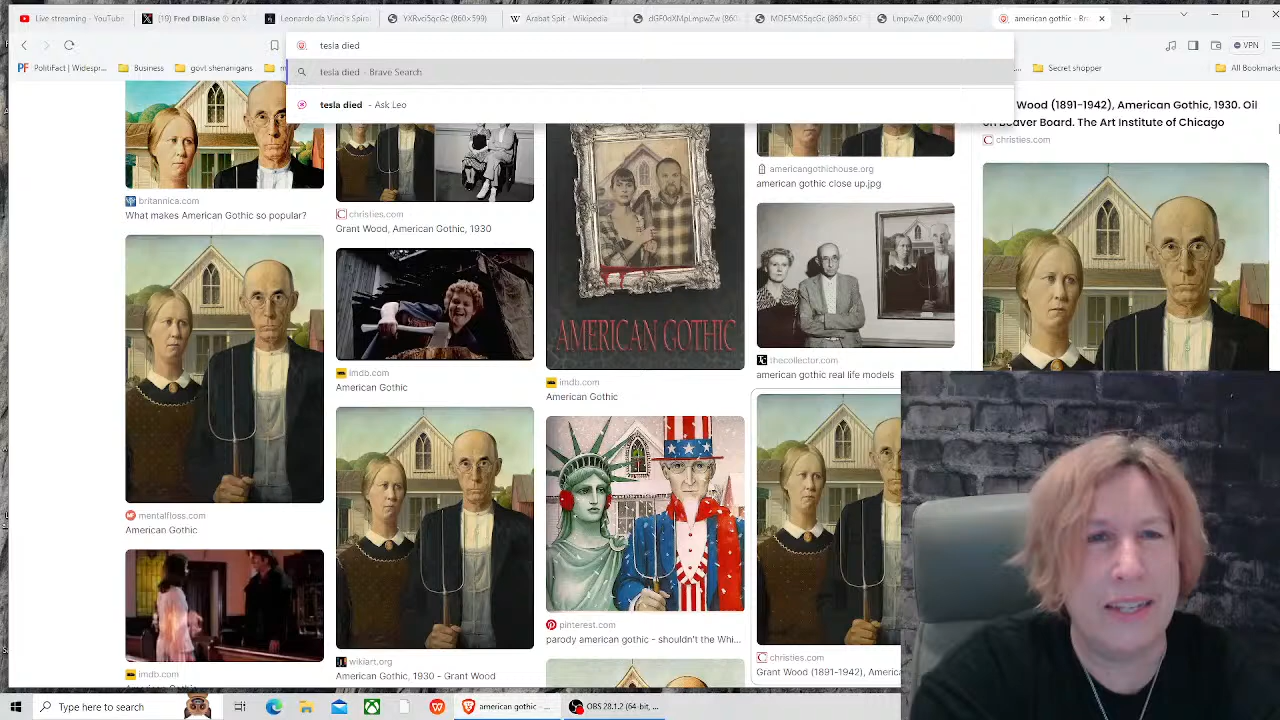 Live streaming - YouTube
(19) Fred DiBiase
on X
Leonardo da Vinci's Spiral
YXRvci5qcGc (860×599)
Arabat Spit - Wikipedia
dGF0dXMpLmpwZw (860×
MDE5MS5qcGc (860×560
LmpwZw (600×900)
american gothic - Br
tesla died
VPN
PolitiFact | Widespr...
Business
govt shenanigans
tesla died - Brave Search
Secret shopper
All Bookmarks
tesla died - Ask Leo
Wood (1891-1942), American Gothic, 1930. Oil
on Beaver Board. The Art Institute of Chicago
christies.com
britannica.com
What makes American Gothic so popular?
christies.com
Grant Wood, American Gothic, 1930
AMERICAN GOTHIC
imdb.com
American Gothic
americangothichouse.org
american gothic close up.jpg
thecollector.com
american gothic real life models
imdb.com
American Gothic
mentalfloss.com
American Gothic
pinterest.com
parody american gothic - shouldn't the Whi...
christies.com
Grant Wood (1891-1942), America
wikiart.org
American Gothic, 1930 - Grant Wood
imdb.com
Type here to search
american gothic - ...
OBS 28.1.2 (64-bit, ...